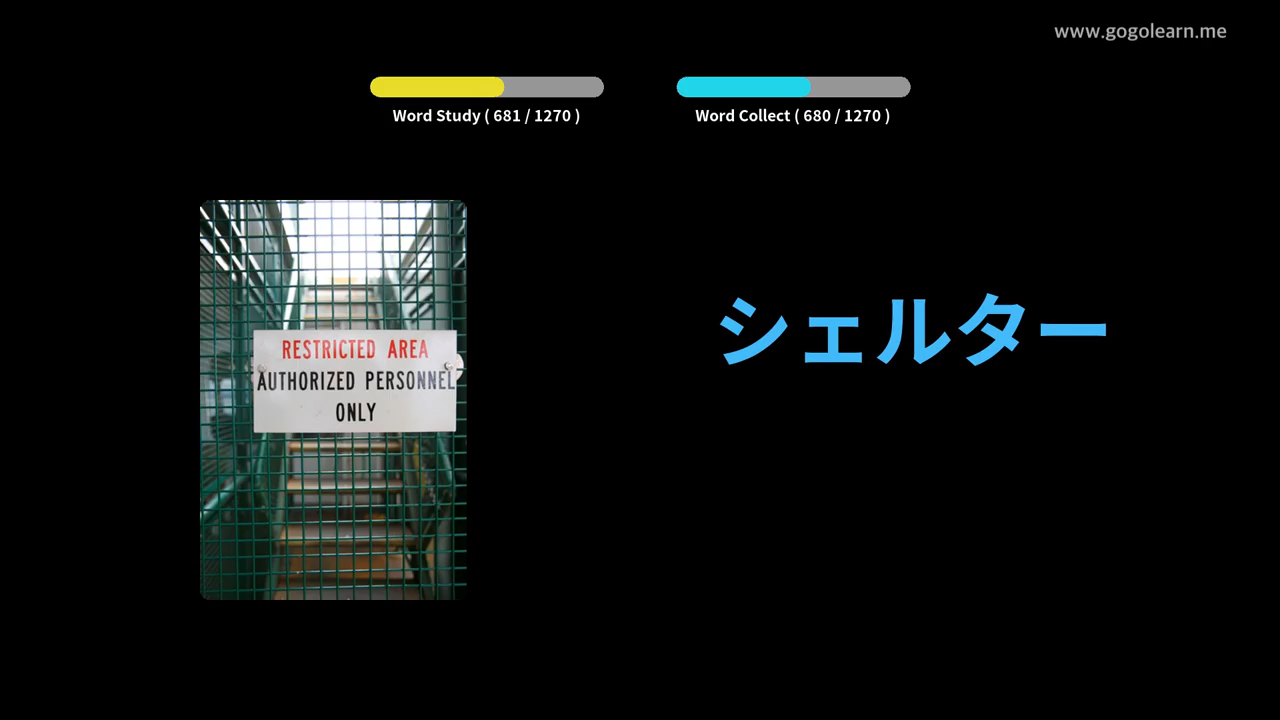 www.gogolearn.me
Word Study ( 681 / 1270 )
Word Collect ( 680 / 1270 )
RESTRICTED AREA
AUTHORIZED PERSONNEL
ONLY
シェルター